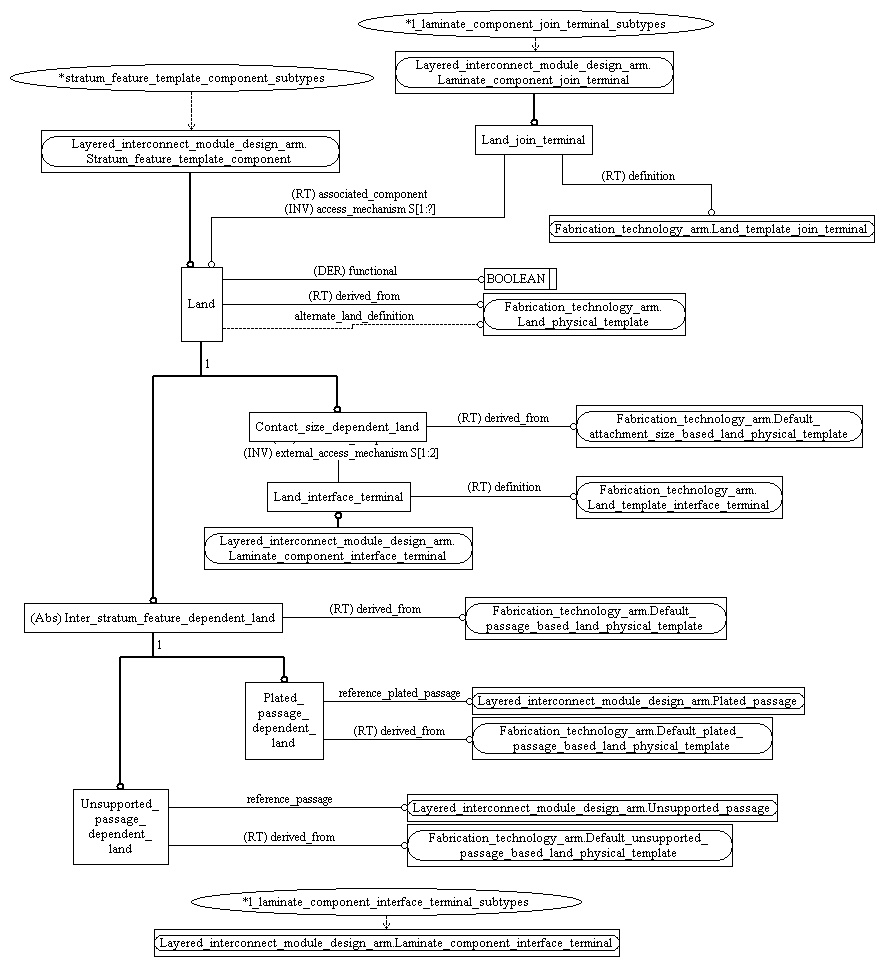 *1_laminate_component_join_terminal_subtypes
Layered_interconnect_module_design_arm.
Laminate_component_join_terminal
*stratum_feature_template_component_subtypes
Layered_interconnect_module_design_arm.
Stratum_feature_template_component
Land_join_terminal
(RT) definition
(RT) associated_component
(INV) access_mechanism S[1:?]
Fabrication_technology_arm.Land_template_join_terminal
Land
(DER) functional
BOOLEAN
(RT) derived_from
Fabrication_technology_arm.
Land_physical_template
alternate_land_definition
1
Contact_size_dependent_land
(RT) derived_from
Fabrication_technology_arm.Default_
attachment_size_based_land_physical_template
(INV) external_access_mechanism S[1:2]
Land_interface_terminal
(RT) definition
Fabrication_technology_arm.
Land_template_interface_terminal
Layered_interconnect_module_design_arm.
Laminate_component_interface_terminal
(Abs) Inter_stratum_feature_dependent_land
(RT) derived_from
Fabrication_technology_arm.Default_
passage_based_land_physical_template
1
Plated_
passage_
dependent_
land
reference_plated_passage
Layered_interconnect_module_design_arm.Plated_passage
(RT) derived_from
Fabrication_technology_arm.Default_plated_
passage_based_land_physical_template
Unsupported_
passage_
dependent_
land
reference_passage
Layered_interconnect_module_design_arm.Unsupported_passage
(RT) derived_from
Fabrication_technology_arm.Default_unsupported_
passage_based_land_physical_template
*1_laminate_component_interface_terminal_subtypes
Layered_interconnect_module_design_arm.Laminate_component_interface_terminal